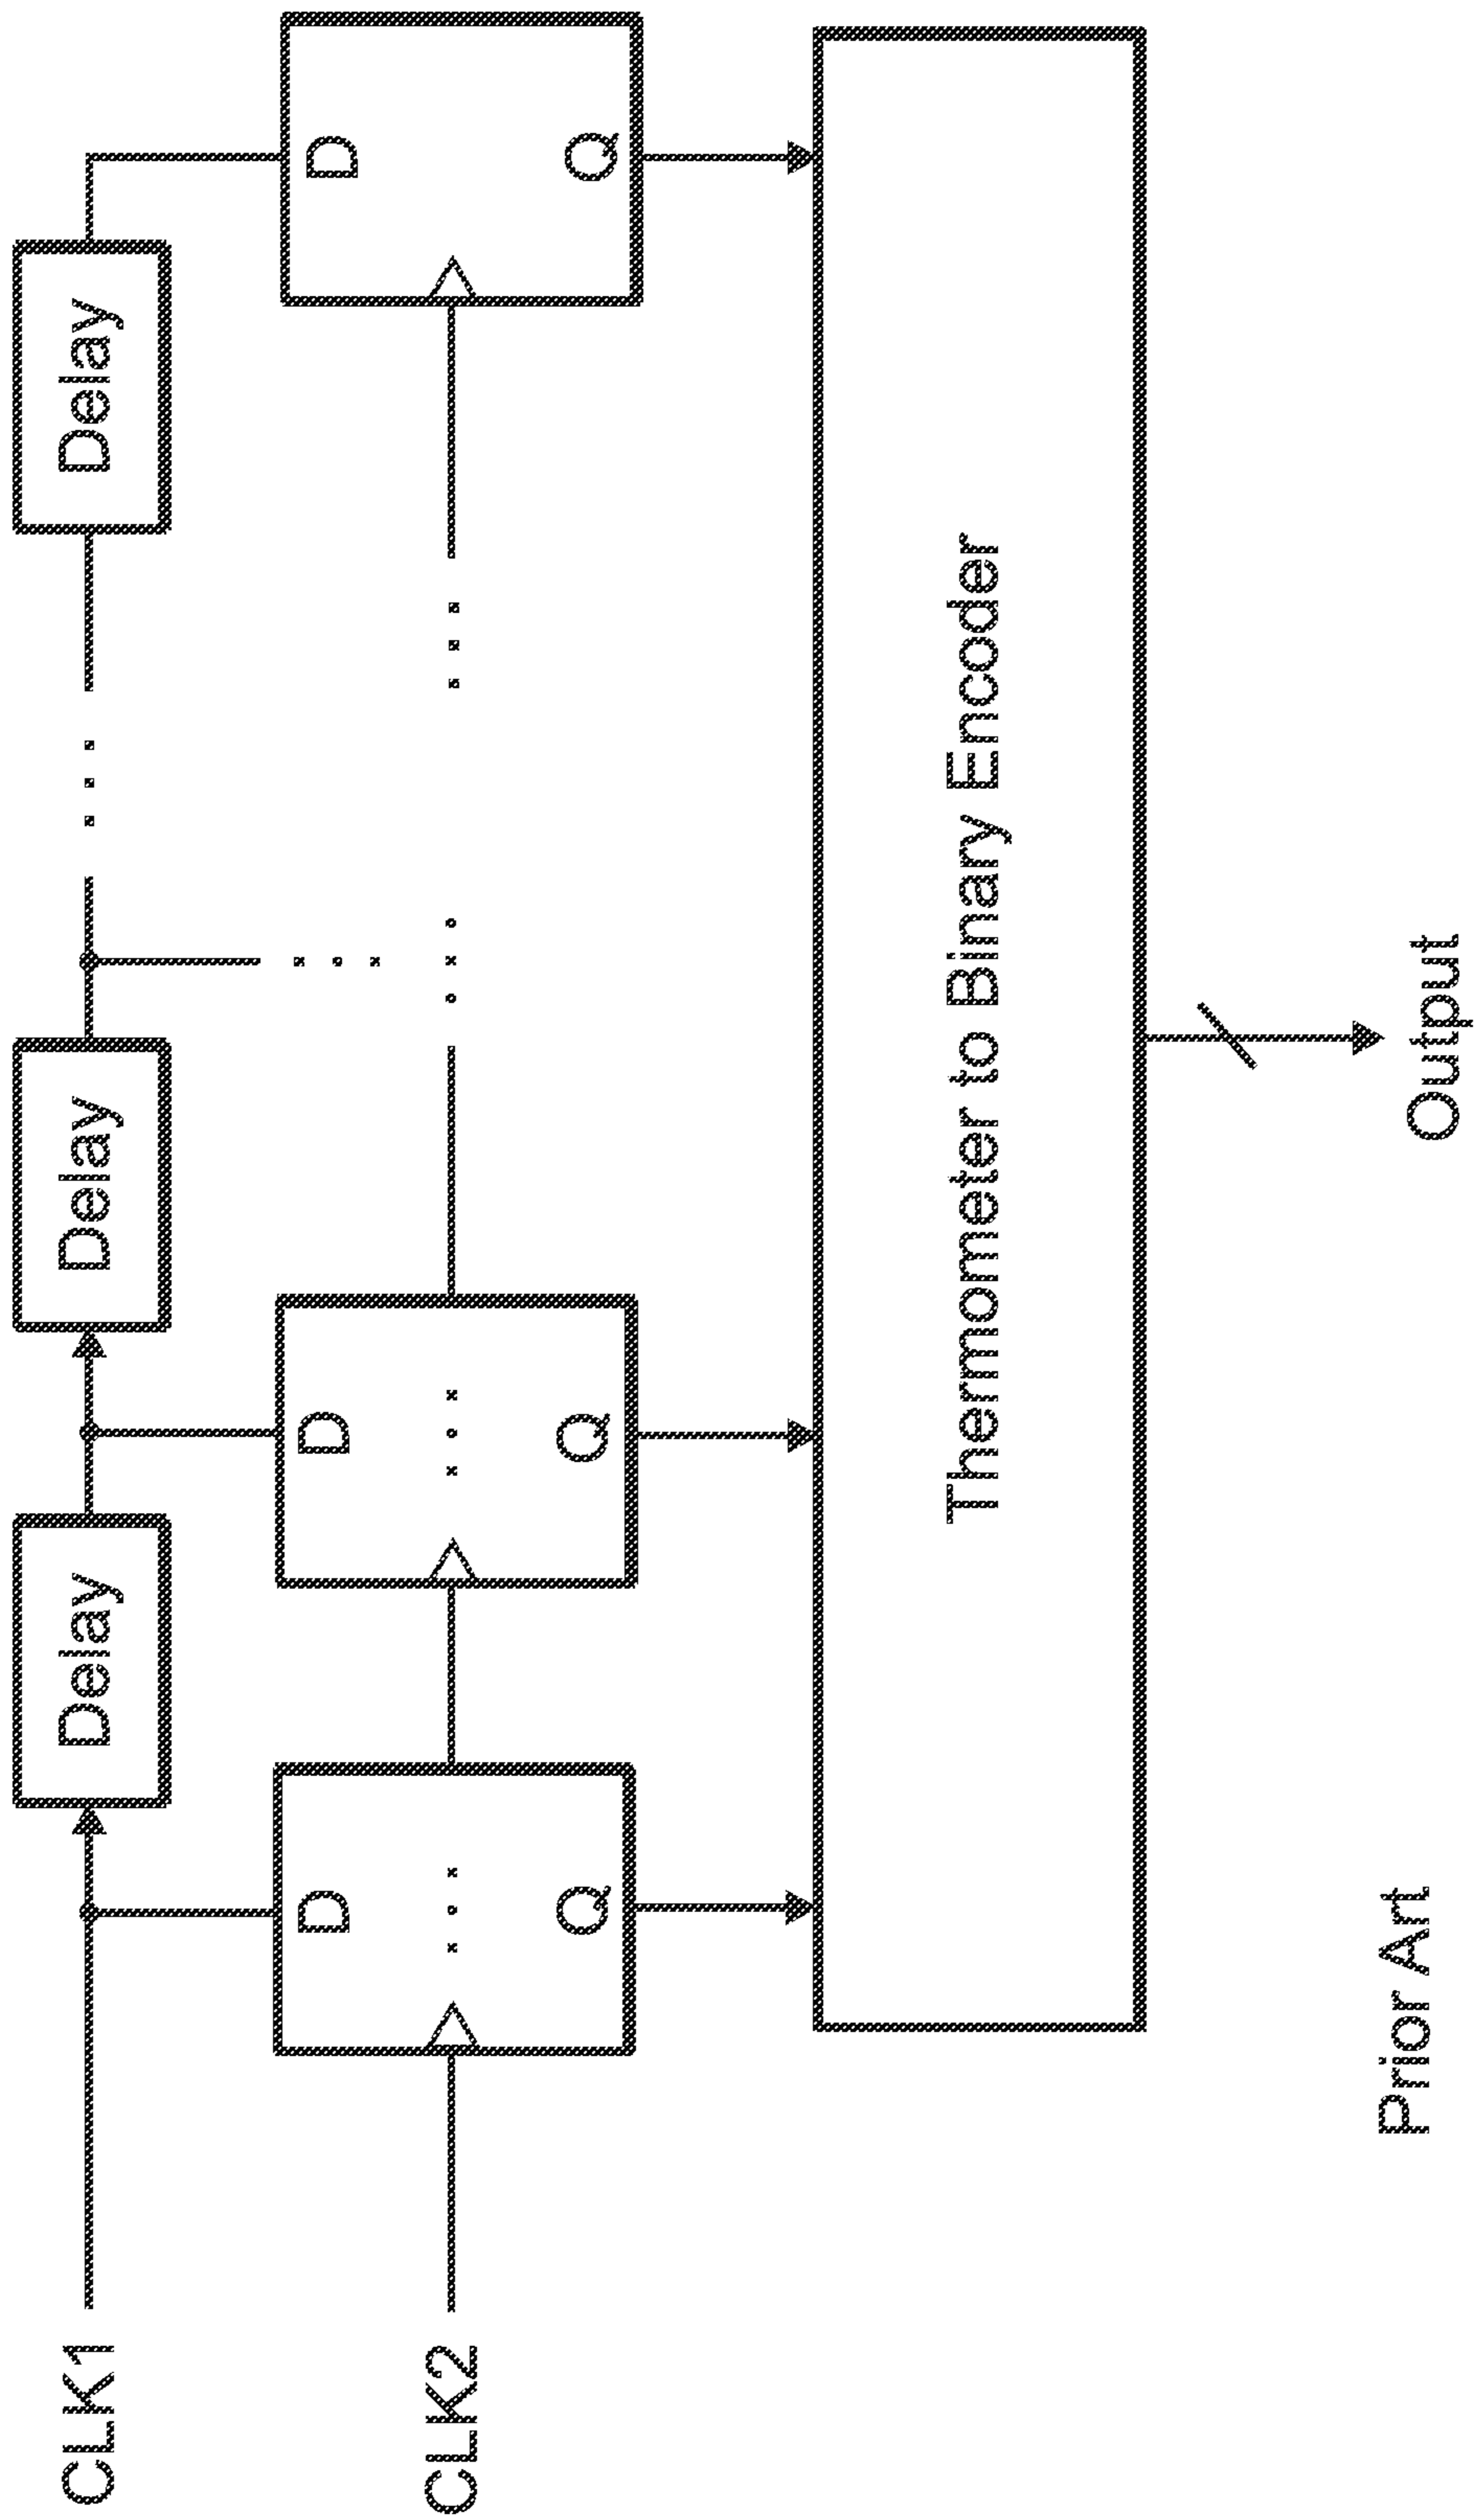 CLK1
Delay
Delay
Delay
CLK2
D
D
D
Q
Q
Q
Thermometer to Binary Encoder
Output
Prior Art